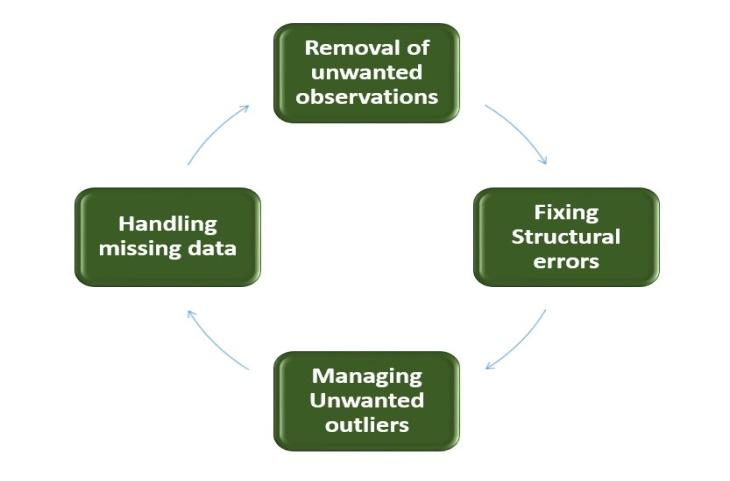 Removal of
unwanted
observations
Fixing
Structural
errors
Managing
Unwanted
outliers
Handling
missing data